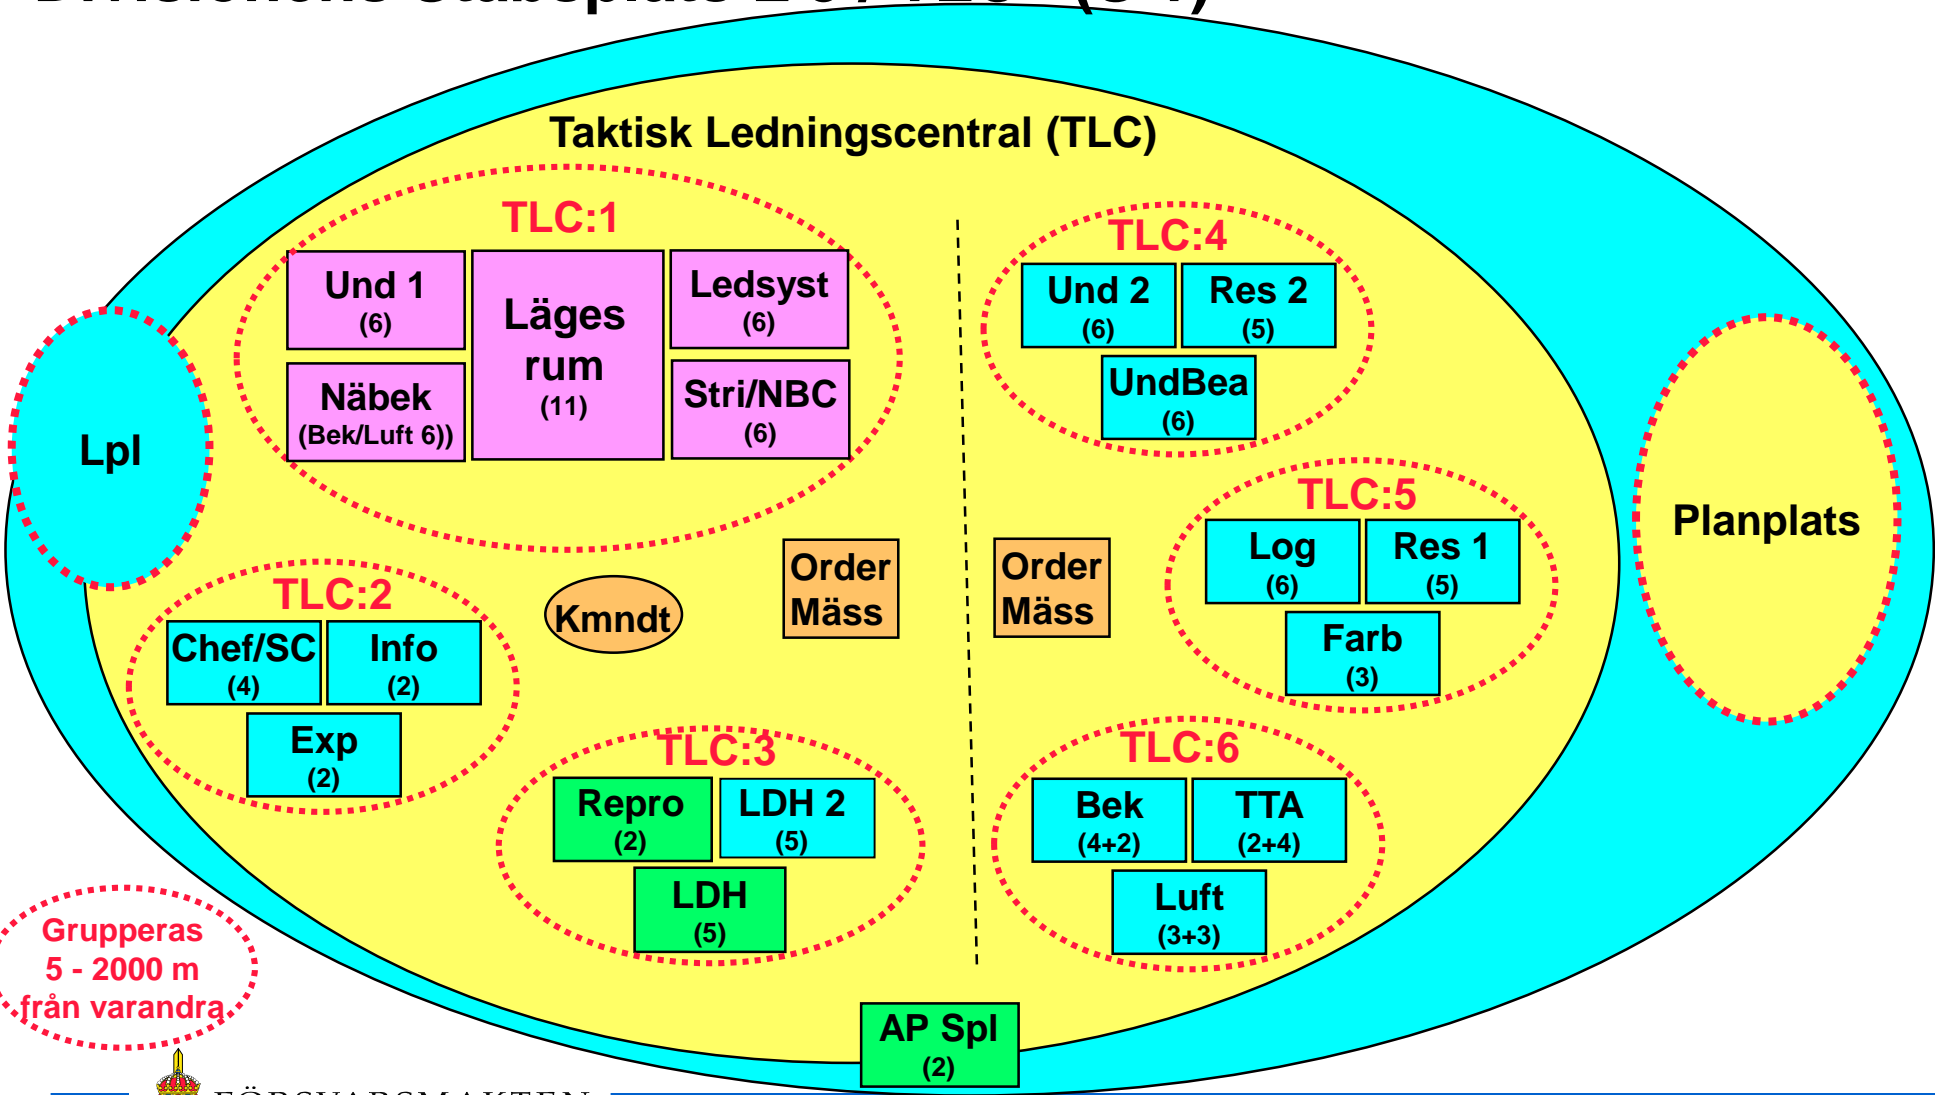 Taktisk Ledningscentral (TLC)
TLC:1
Und 1
(6)
Läges
rum
(11)
Ledsyst
(6)
Näbek
(Bek/Luft 6))
Stri/NBC
(6)
TLC:4
Und 2
(6)
Res 2
(5)
UndBea
(6)
Lpl
TLC:5
Log
(6)
Res 1
(5)
Farb
(3)
Planplats
Order
Mäss
Order
Mäss
Kmndt
TLC:2
Chef/SC
(4)
Info
(2)
Exp
(2)
TLC:3
Repro
(2)
LDH 2
(5)
LDH
(5)
TLC:6
Bek
(4+2)
TTA
(2+4)
Luft
(3+3)
Grupperas
5 - 2000 m
från varandra
AP Spl
(2)
FÖRSVARSMAKTEN